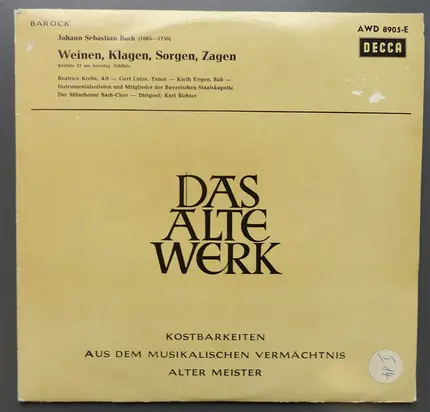 BAROCK
AWD 8905-E
DECCA
Johann Sebastian Bach (1685—1750)
Weinen, Klagen, Sorgen, Zagen
Kantate 12 am Sonntag Jubilate
Beatrice Krebs, Alt — Gert Lutze, Tenor — Kieth Engen, Baß —
Instrumentalsolisten und Mitglieder der Bayerischen Staatskapelle
Der Münchener Bach-Chor — Dirigent: Karl Richter
DAS
ALTE
WERK
KOSTBARKEITEN
AUS DEM MUSIKALISCHEN VERMÄCHTNIS
ALTER MEISTER